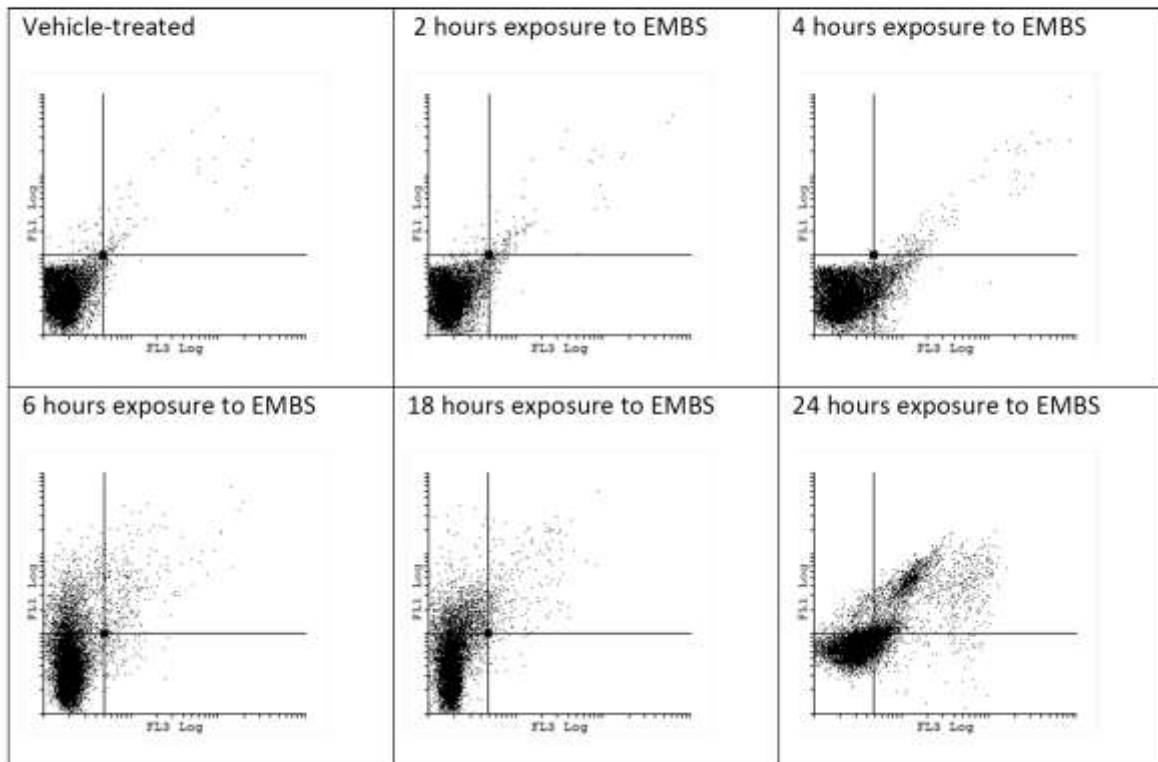 Vehicle-treated
2 hours exposure to EMBS
4 hours exposure to EMBS
FL1 Log
FL3 Log
FL1 Log
FL3 Log
FL1 Log
FL3 Log
6 hours exposure to EMBS
18 hours exposure to EMBS
24 hours exposure to EMBS
FL1 Log
FL3 Log
FL1 Log
FL3 Log
FL1 Log
FL3 Log